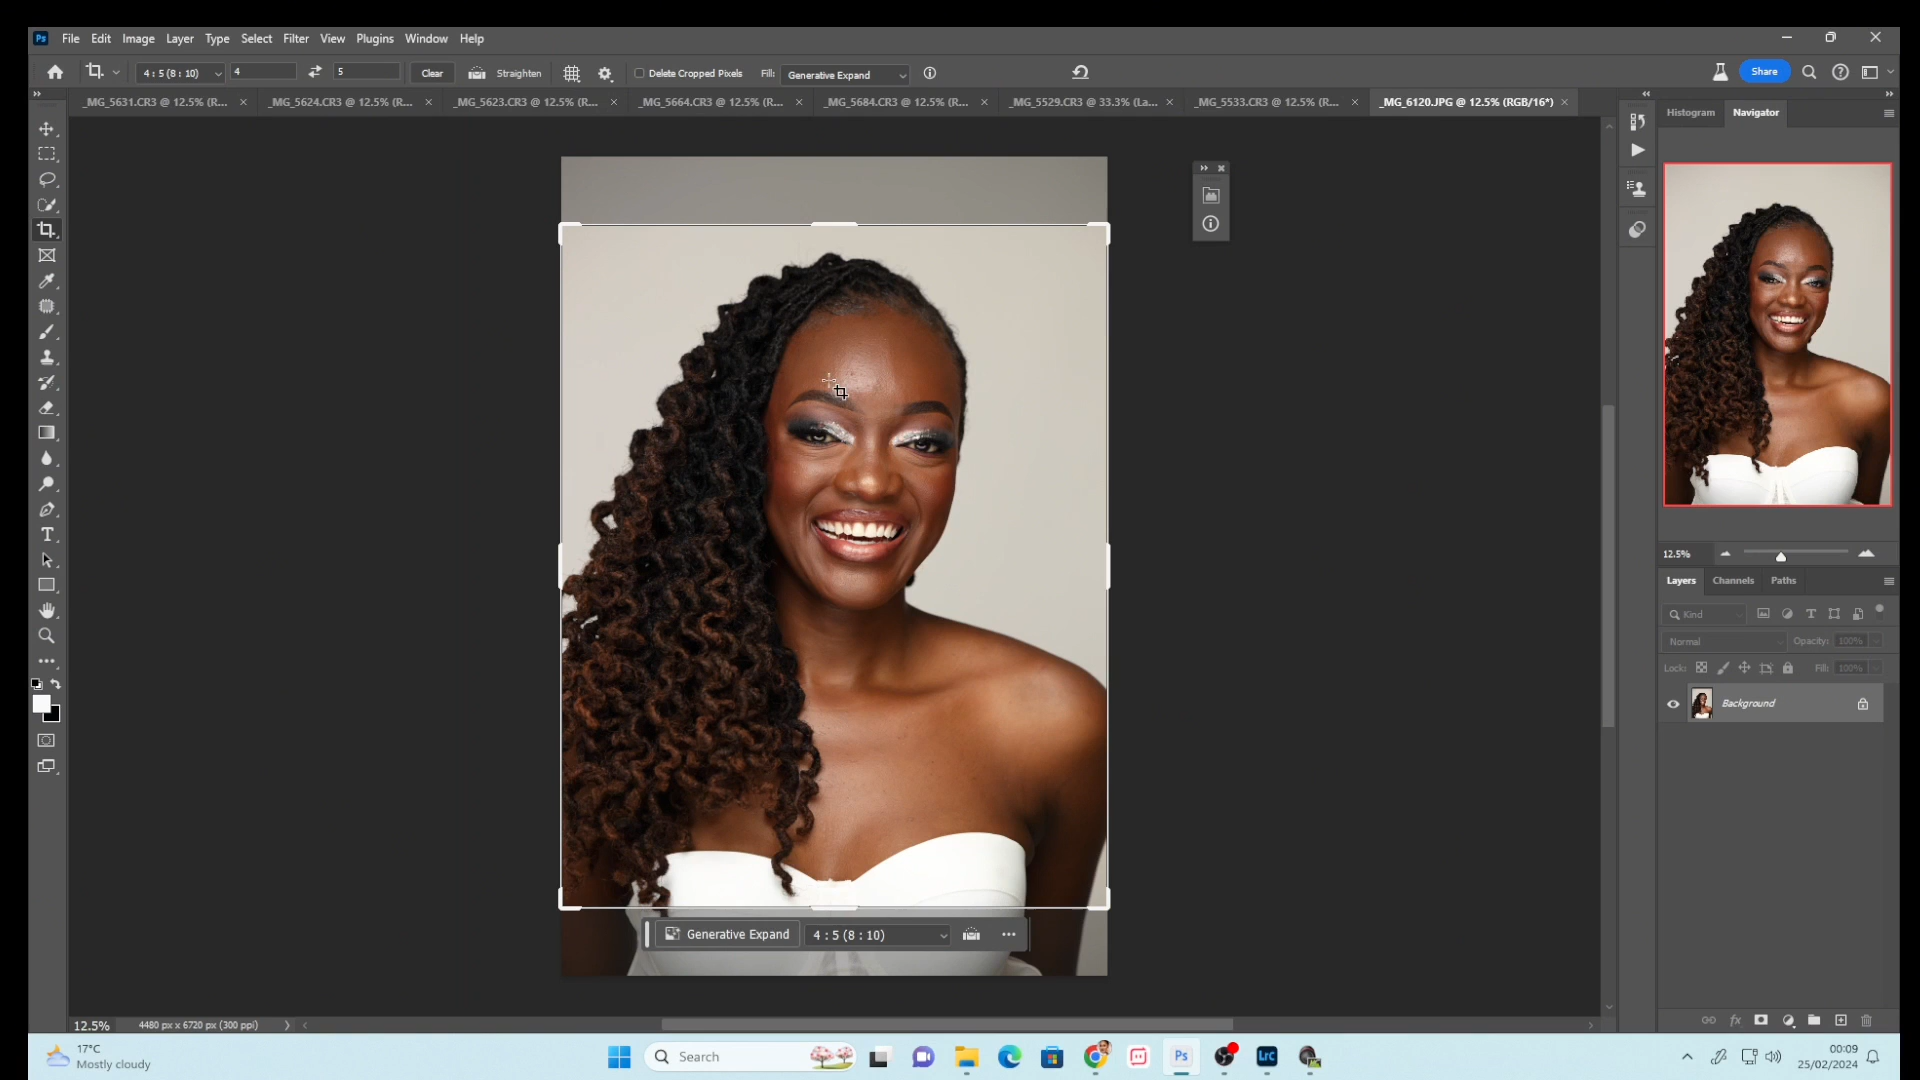 Ps File Edit Image Layer Type Select Filter View Plugins Window Help
4 : 5 (8 : 10) 4 5 Clear Straighten Delete Cropped Pixels Fill: Generative Expand Share
_MG_5631.CR3 @ 12.5% (R... _MG_5624.CR3 @ 12.5% (R... _MG_5623.CR3 @ 12.5% (R... _MG_5664.CR3 @ 12.5% (R... _MG_5684.CR3 @ 12.5% (R... _MG_5529.CR3 @ 33.3% (La... _MG_5533.CR3 @ 12.5% (R... _MG_6120.JPG @ 12.5% (RGB/16*)
Histogram Navigator
12.5%
Layers Channels Paths
Kind
Normal Opacity: 100%
Lock: Fill: 100%
Background
Generative Expand 4 : 5 (8 : 10)
12.5% 4480 px x 6720 px (300 ppi)
17°C
Mostly cloudy
Search
Ps
Lrc
00:09
25/02/2024